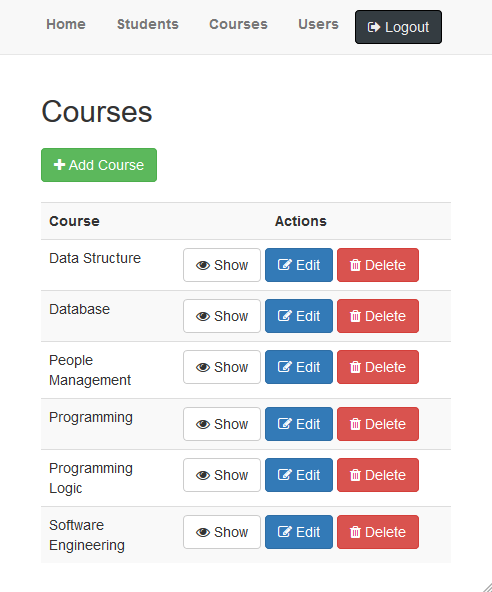 Home Students Courses Users Logout
Courses
Add Course
Course Actions
Data Structure Show Edit Delete
Database Show Edit Delete
People Show Edit Delete
Management
Programming Show Edit Delete
Programming Show Edit Delete
Logic
Software Show Edit Delete
Engineering